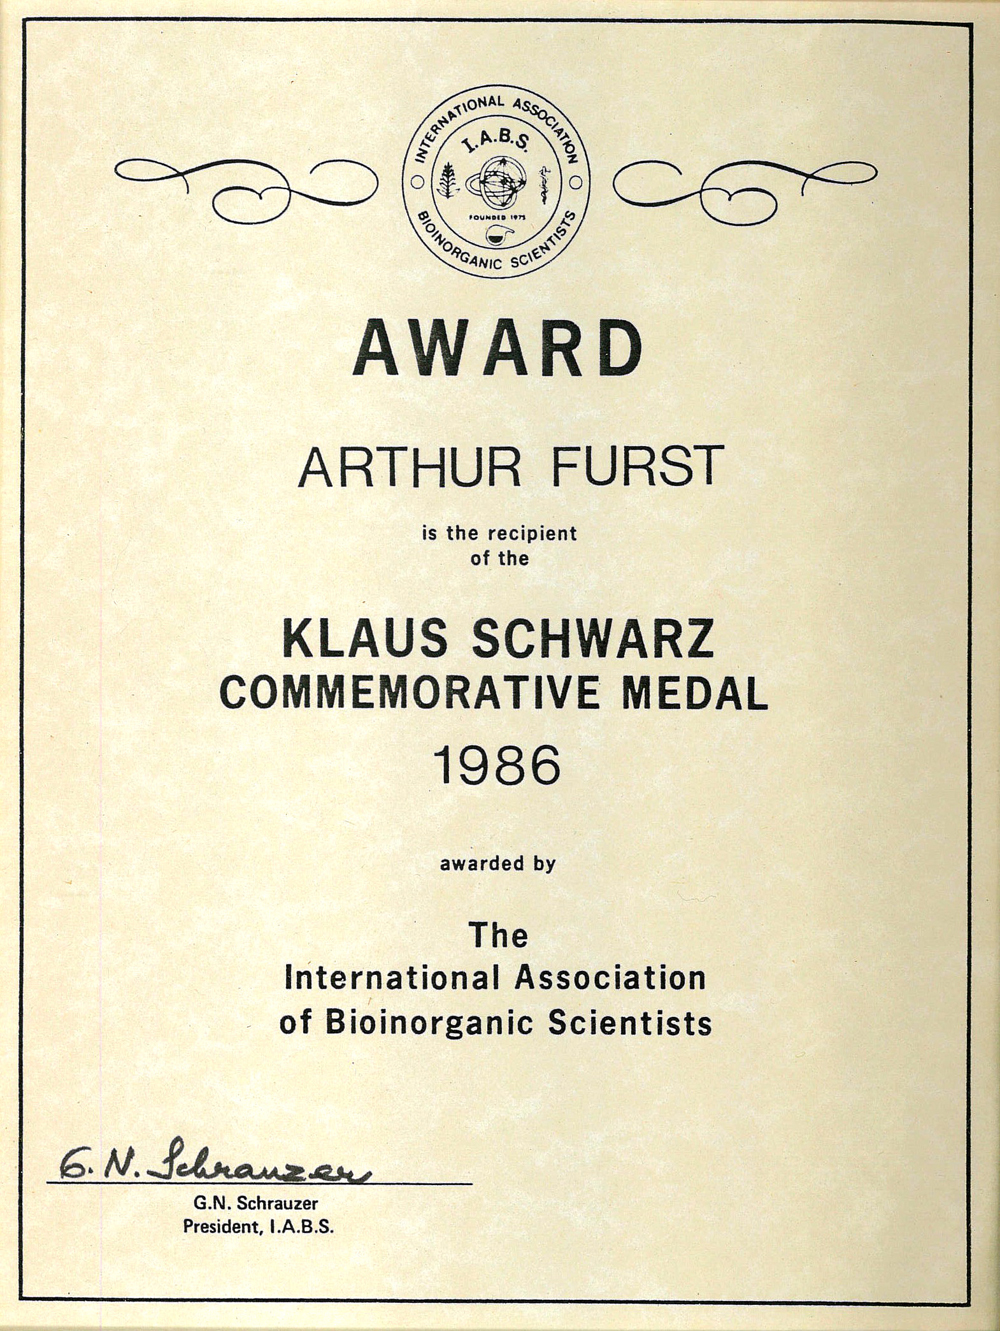 INTERNATIONAL ASSOCIATION
I.A.B.S.
FOUNDED 1975
BIOINORGANIC SCIENTISTS
AWARD
ARTHUR FURST
is the recipient
of the
KLAUS SCHWARZ
COMMEMORATIVE MEDAL
1986
awarded by
The
International Association
of Bioinorganic Scientists
G. N. Schrauzer
G.N. Schrauzer
President, I.A.B.S.